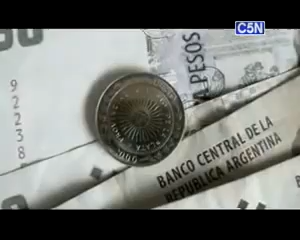 C5N
PESOS
92238
BANCO CENTRAL DE LA
REPUBLICA ARGENTINA